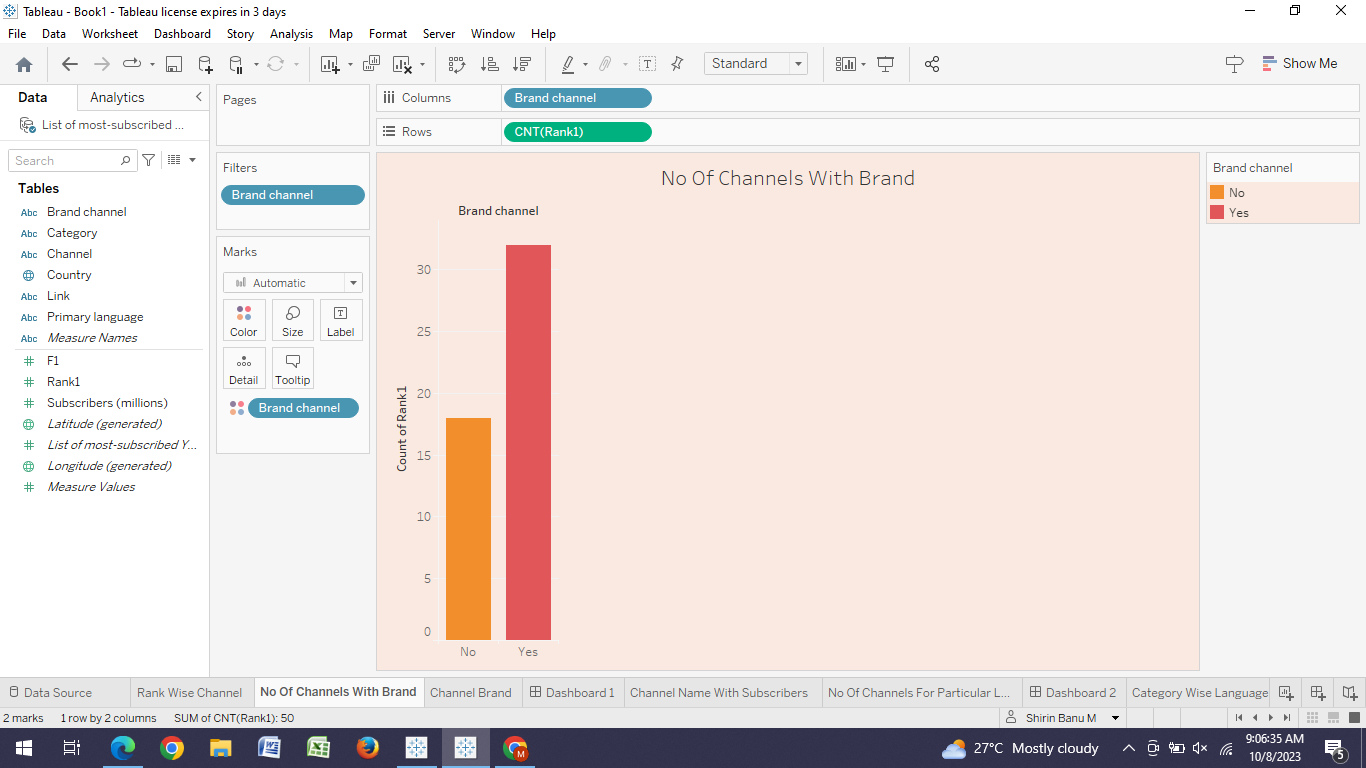 Tableau - Book1 - Tableau license expires in 3 days
File Data Worksheet Dashboard Story Analysis Map Format Server Window Help
Standard
Show Me
Data Analytics
List of most-subscribed ...
Search
Tables
Abc Brand channel
Abc Category
Abc Channel
Country
Abc Link
Abc Primary language
Abc Measure Names
F1
Rank1
Subscribers (millions)
Latitude (generated)
List of most-subscribed Y...
Longitude (generated)
Measure Values
Pages
Filters
Brand channel
Marks
Automatic
Color Size Label
Detail Tooltip
Brand channel
Columns Brand channel
Rows CNT(Rank1)
No Of Channels With Brand
Brand channel
Count of Rank1
30
25
20
15
10
5
0
No Yes
Brand channel
No
Yes
Data Source Rank Wise Channel No Of Channels With Brand Channel Brand Dashboard 1 Channel Name With Subscribers No Of Channels For Particular L... Dashboard 2 Category Wise Language
2 marks 1 row by 2 columns SUM of CNT(Rank1): 50 Shirin Banu M
27°C Mostly cloudy
9:06:35 AM
10/8/2023
5